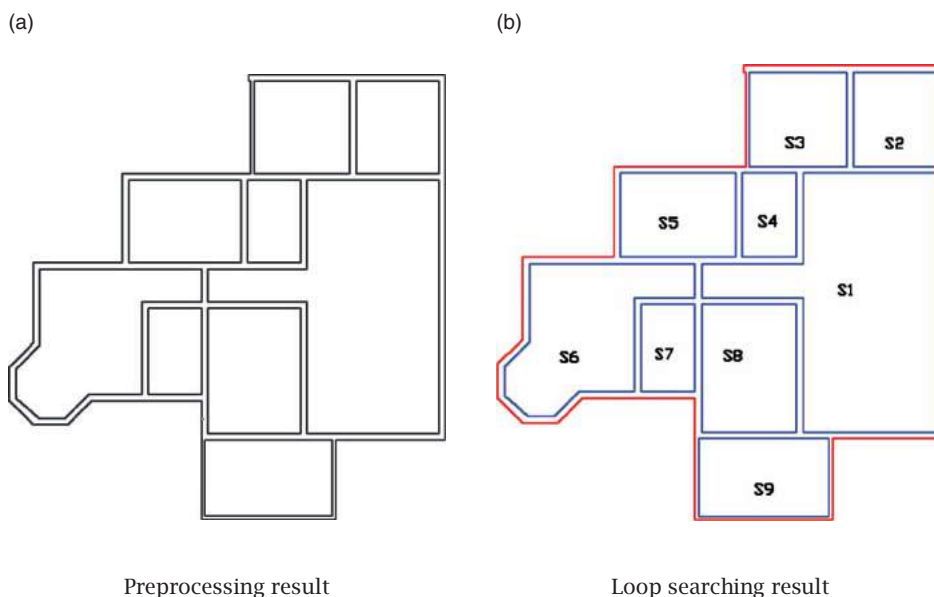 (a)
(b)
S3
S2
S5
S4
S1
S6
S7
S8
S9
Preprocessing result
Loop searching result